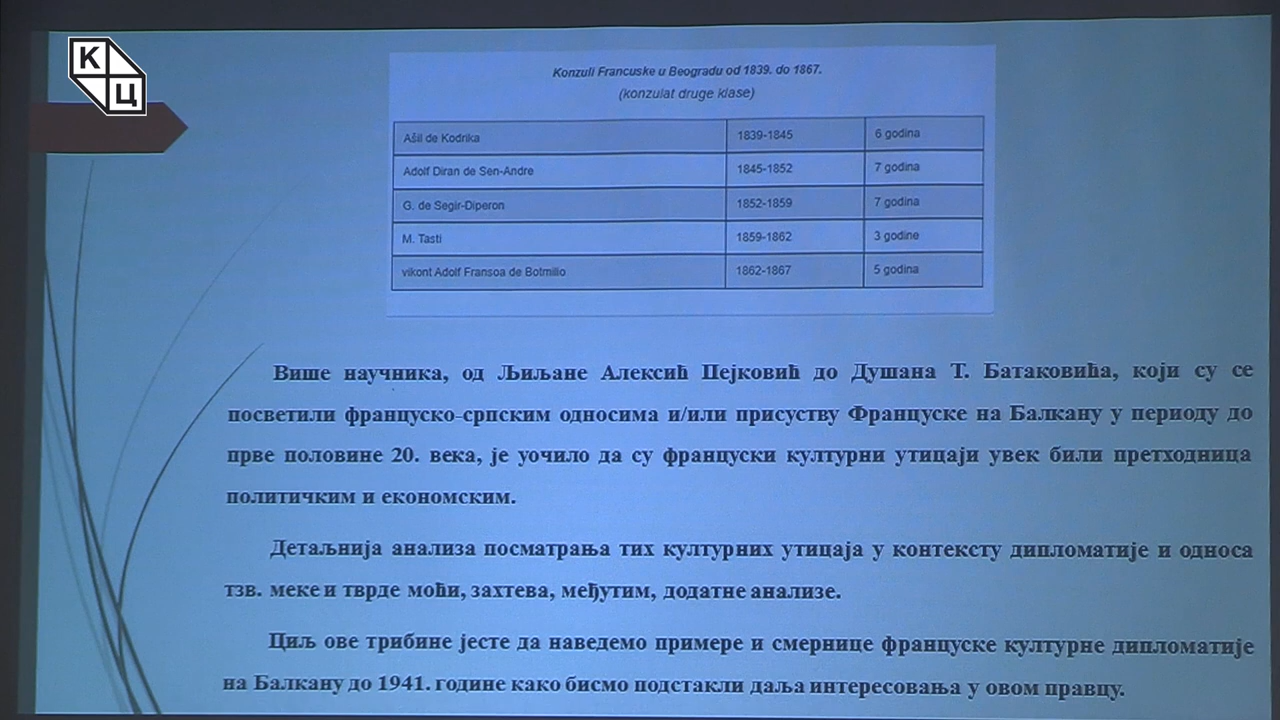 К
Ц
Konzuli Francuske u Beogradu od 1839. do 1867.
(konzulat druge klase)
Ašil de Kodrika 1839-1845 6 godina
Adolf Diran de Sen-Andre 1845-1852 7 godina
G. de Segir-Diperon 1852-1859 7 godina
M. Tasti 1859-1862 3 godine
vikont Adolf Fransoa de Botmilio 1862-1867 5 godina
Више научника, од Љиљане Алексић Пејковић до Душана Т. Батаковића, који су се
посветили француско-српским односима и/или присуству Француске на Балкану у периоду до
прве половине 20. века, је уочило да су француски културни утицаји увек били претходница
политичким и економским.
Детаљнија анализа посматрања тих културних утицаја у контексту дипломатије и односа
тзв. меке и тврде моћи, захтева, међутим, додатне анализе.
Циљ ове трибине јесте да наведемо примере и смернице француске културне дипломатије
на Балкану до 1941. године како бисмо подстакли даља интересовања у овом правцу.